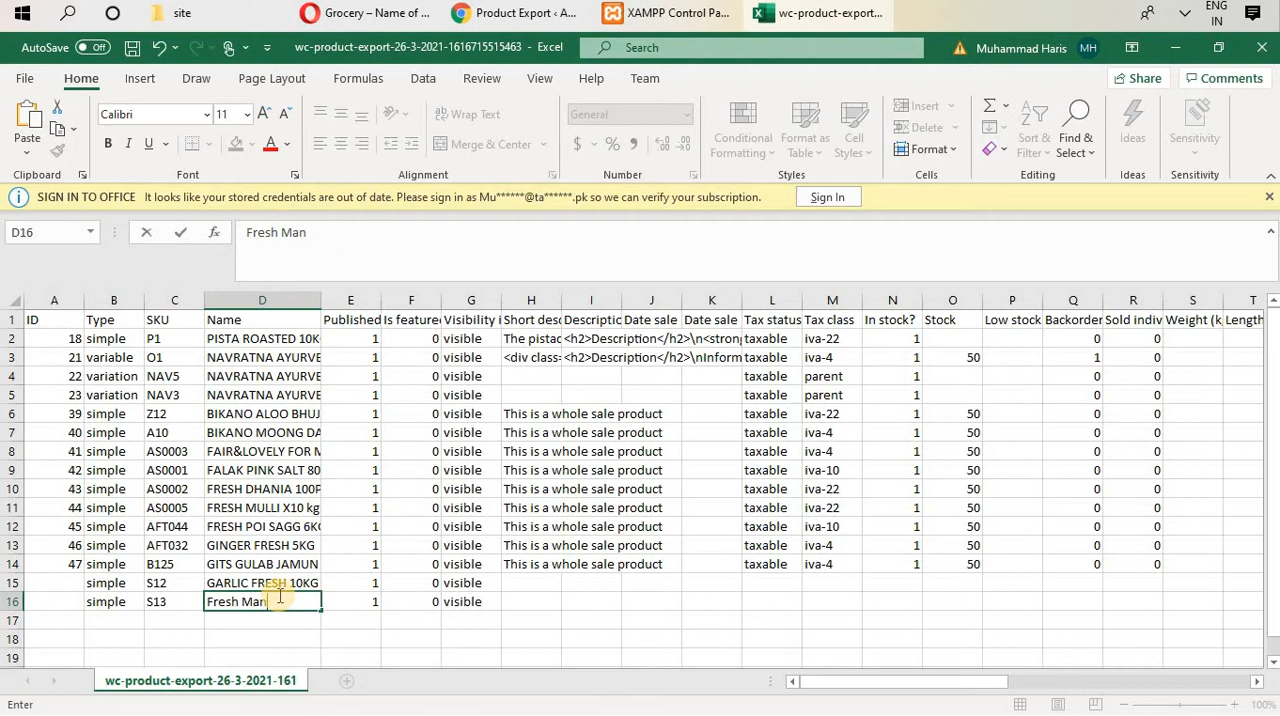 site
Grocery – Name of ...
Product Export ‹ A...
XAMPP Control Pa...
wc-product-export...
ENG
IN
AutoSave
Off
wc-product-export-26-3-2021-1616715515463 - Excel
Search
Muhammad Haris
MH
File
Home
Insert
Draw
Page Layout
Formulas
Data
Review
View
Help
Team
Share
Comments
Paste
Calibri
11
B I U
A
Wrap Text
Merge & Center
General
$ %
Conditional
Formatting
Format as
Table
Cell
Styles
Insert
Delete
Format
Sort &
Filter
Find &
Select
Ideas
Sensitivity
Clipboard
Font
Alignment
Number
Styles
Cells
Editing
Ideas
Sensitivity
SIGN IN TO OFFICE It looks like your stored credentials are out of date. Please sign in as Mu******@ta******.pk so we can verify your subscription.
Sign In
D16
fx
Fresh Man
A B C D E F G H I J K L M N O P Q R S T
1 ID Type SKU Name Published Is feature Visibility i Short des Descriptio Date sale Date sale Tax status Tax class In stock? Stock Low stock Backorder Sold indiv Weight (k Length
2 18 simple P1 PISTA ROASTED 10K 1 0 visible The pistac <h2>Description</h2>\n<strong taxable iva-22 1 0 0
3 21 variable O1 NAVRATNA AYURVE 1 0 visible <div class= <h2>Description</h2>\nInform taxable iva-4 1 50 1 0
4 22 variation NAV5 NAVRATNA AYURVE 1 0 visible taxable parent 1 0 0
5 23 variation NAV3 NAVRATNA AYURVE 1 0 visible taxable parent 1 0 0
6 39 simple Z12 BIKANO ALOO BHUJ 1 0 visible This is a whole sale product taxable iva-22 1 50 0 0
7 40 simple A10 BIKANO MOONG DA 1 0 visible This is a whole sale product taxable iva-4 1 50 0 0
8 41 simple AS0003 FAIR&LOVELY FOR M 1 0 visible This is a whole sale product taxable iva-4 1 50 0 0
9 42 simple AS0001 FALAK PINK SALT 80 1 0 visible This is a whole sale product taxable iva-10 1 50 0 0
10 43 simple AS0002 FRESH DHANIA 100P 1 0 visible This is a whole sale product taxable iva-22 1 50 0 0
11 44 simple AS0005 FRESH MULLI X10 kg 1 0 visible This is a whole sale product taxable iva-22 1 50 0 0
12 45 simple AFT044 FRESH POI SAGG 6KG 1 0 visible This is a whole sale product taxable iva-10 1 50 0 0
13 46 simple AFT032 GINGER FRESH 5KG 1 0 visible This is a whole sale product taxable iva-4 1 50 0 0
14 47 simple B125 GITS GULAB JAMUN 1 0 visible This is a whole sale product taxable iva-4 1 50 0 0
15 simple S12 GARLIC FRESH 10KG 1 0 visible
16 simple S13 Fresh Man 1 0 visible
17
18
19
wc-product-export-26-3-2021-161
Enter
100%